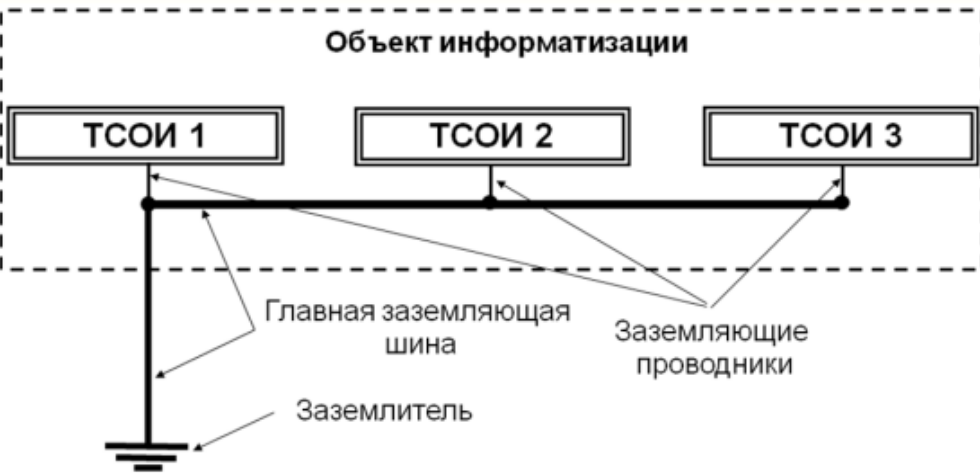 Объект информатизации
ТСОИ 1
ТСОИ 2
ТСОИ 3
Главная заземляющая
шина
Заземляющие
проводники
Заземлитель